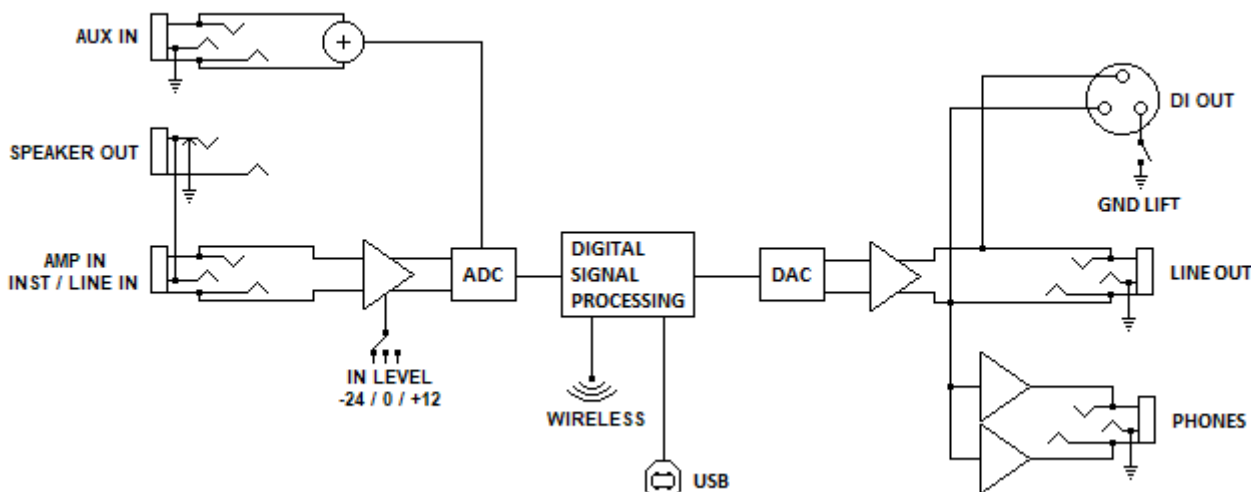 AUX IN
DI OUT
SPEAKER OUT
GND LIFT
AMP IN
INST / LINE IN
ADC
DIGITAL
SIGNAL
PROCESSING
DAC
LINE OUT
IN LEVEL
-24 / 0 / +12
WIRELESS
PHONES
USB